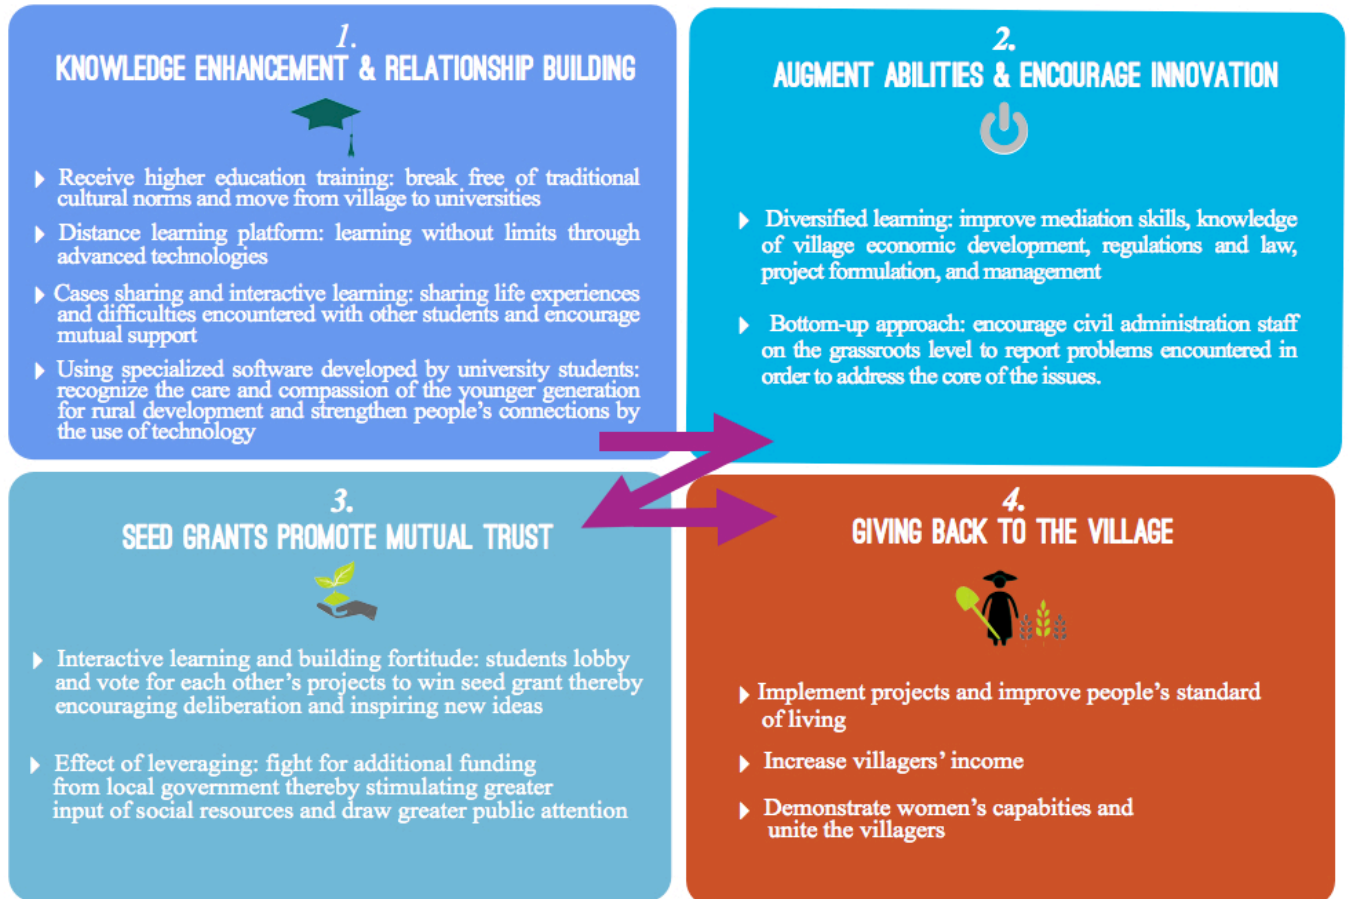 1.
KNOWLEDGE ENHANCEMENT & RELATIONSHIP BUILDING
Receive higher education training: break free of traditional
cultural norms and move from village to universities
Distance learning platform: learning without limits through
advanced technologies
Cases sharing and interactive learning: sharing life experiences
and difficulties encountered with other students and encourage
mutual support
Using specialized software developed by university students:
recognize the care and compassion of the younger generation
for rural development and strengthen people's connections by
the use of technology
2.
AUGMENT ABILITIES & ENCOURAGE INNOVATION
Diversified learning: improve mediation skills, knowledge
of village economic development, regulations and law,
project formulation, and management
Bottom-up approach: encourage civil administration staff
on the grassroots level to report problems encountered in
order to address the core of the issues.
3.
SEED GRANTS PROMOTE MUTUAL TRUST
Interactive learning and building fortitude: students lobby
and vote for each other's projects to win seed grant thereby
encouraging deliberation and inspiring new ideas
Effect of leveraging: fight for additional funding
from local government thereby stimulating greater
input of social resources and draw greater public attention
4.
GIVING BACK TO THE VILLAGE
Implement projects and improve people's standard
of living
Increase villagers' income
Demonstrate women's capabities and
unite the villagers